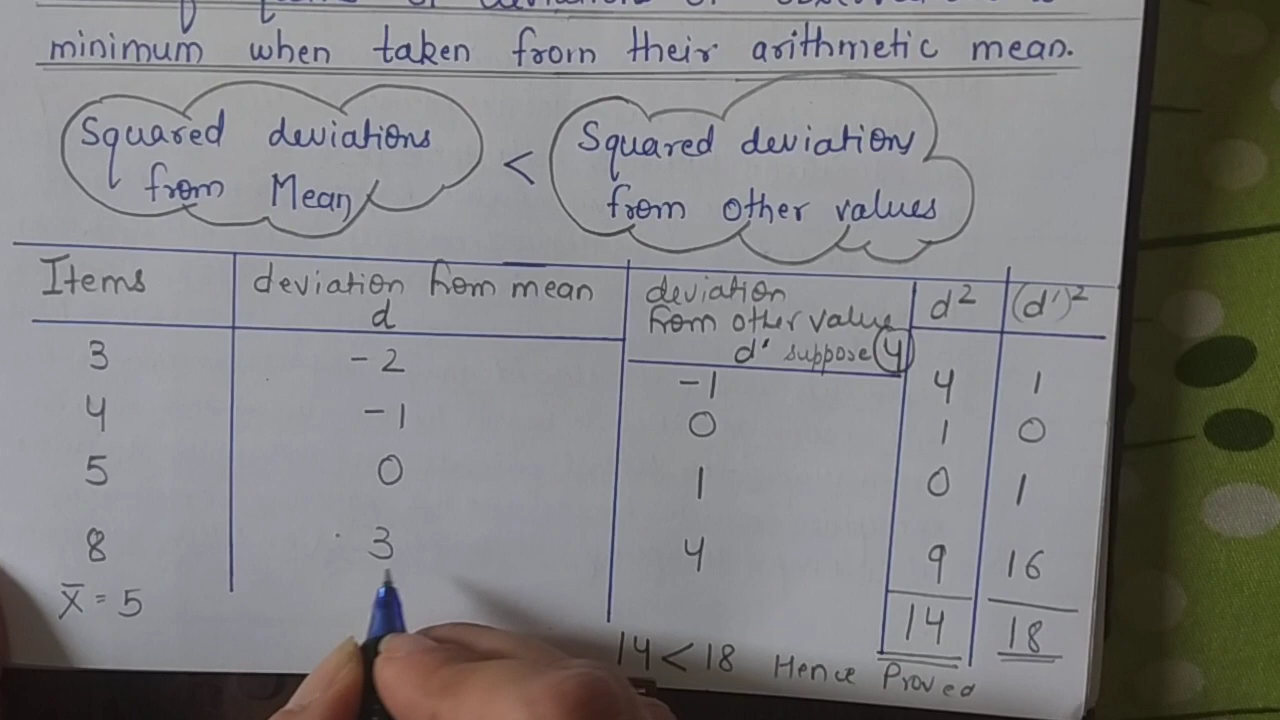 minimum when taken from their arithmetic mean.
Squared deviations
from Mean
<
Squared deviation
from other values
Items
deviation from mean
d
deviation
from other value
d' suppose 4
d²
(d')²
3 -2 -1 4 1
4 -1 0 1 0
5 0 1 0 1
8 3 4 9 16
X̄ = 5
14 18
14 < 18 Hence Proved